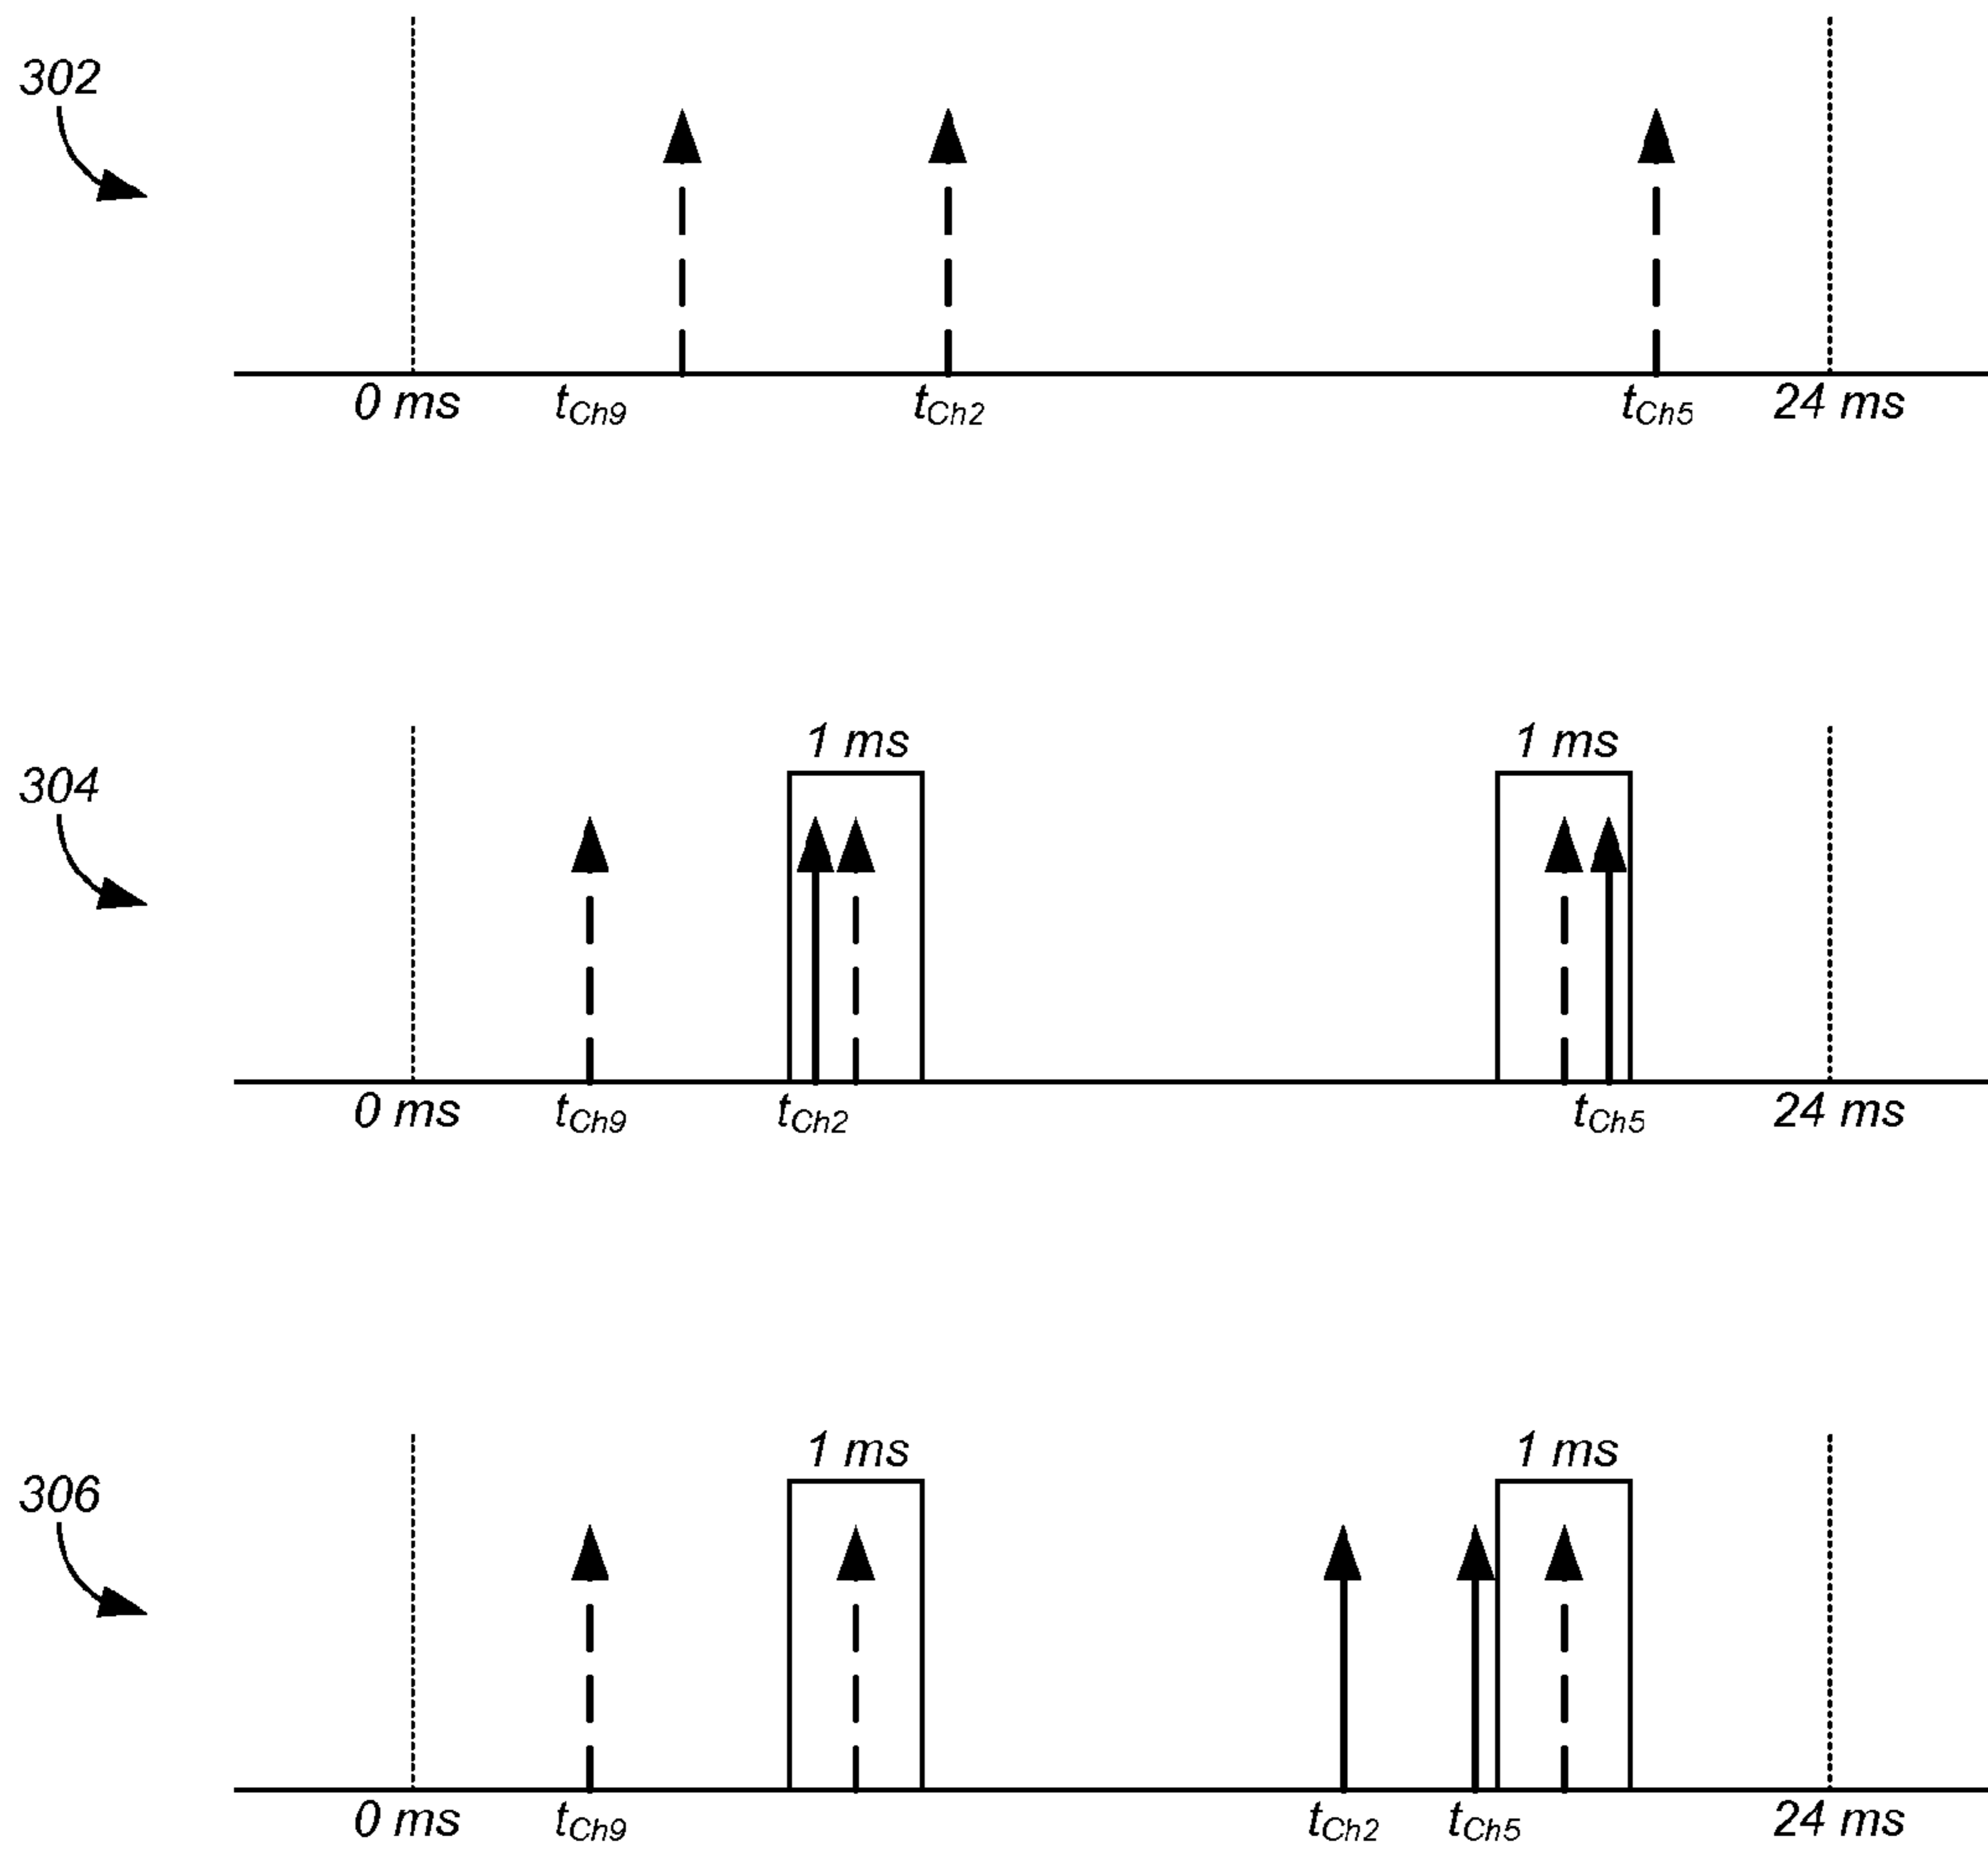 302
0 ms tCh9 tCh2 tCh5 24 ms
1 ms 1 ms
304
0 ms tCh9 tCh2 tCh5 24 ms
1 ms 1 ms
306
0 ms tCh9 tCh2 tCh5 24 ms